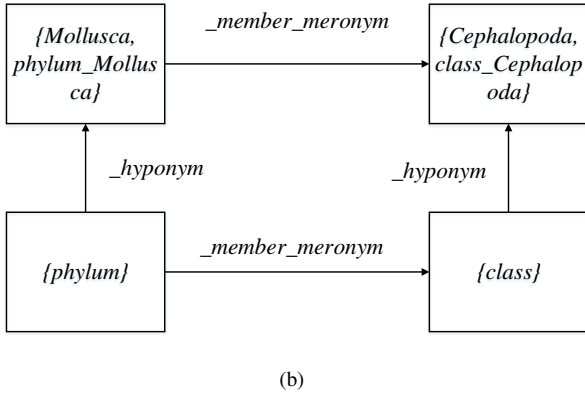 {Mollusca,
phylum_Mollus
ca}
_member_meronym
{Cephalopoda,
class_Cephalop
oda}
_hyponym
_hyponym
{phylum}
_member_meronym
{class}
(b)